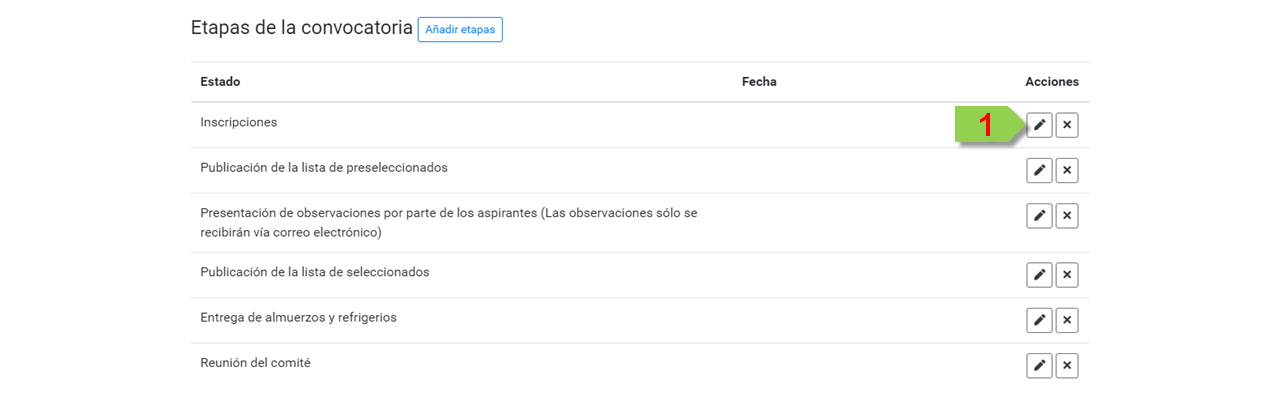 Etapas de la convocatoria Añadir etapas
Estado Fecha Acciones
Inscripciones 1
Publicación de la lista de preseleccionados
Presentación de observaciones por parte de los aspirantes (Las observaciones sólo se
recibirán vía correo electrónico)
Publicación de la lista de seleccionados
Entrega de almuerzos y refrigerios
Reunión del comité